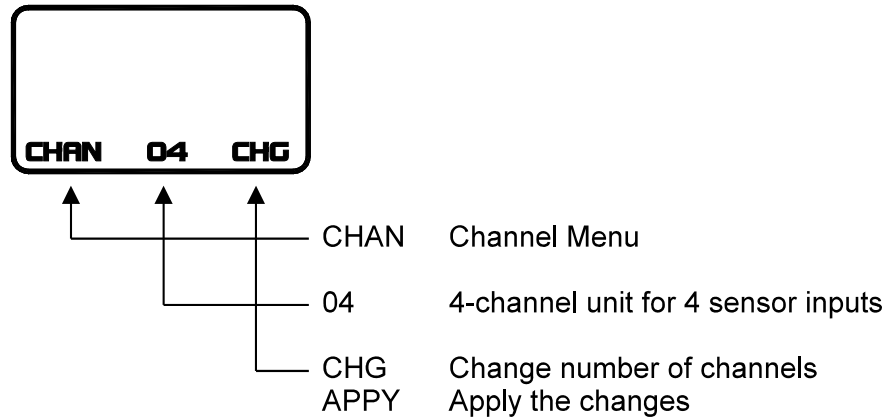 CHAN 04 CHG
CHAN Channel Menu
04 4-channel unit for 4 sensor inputs
CHG Change number of channels
APPY Apply the changes